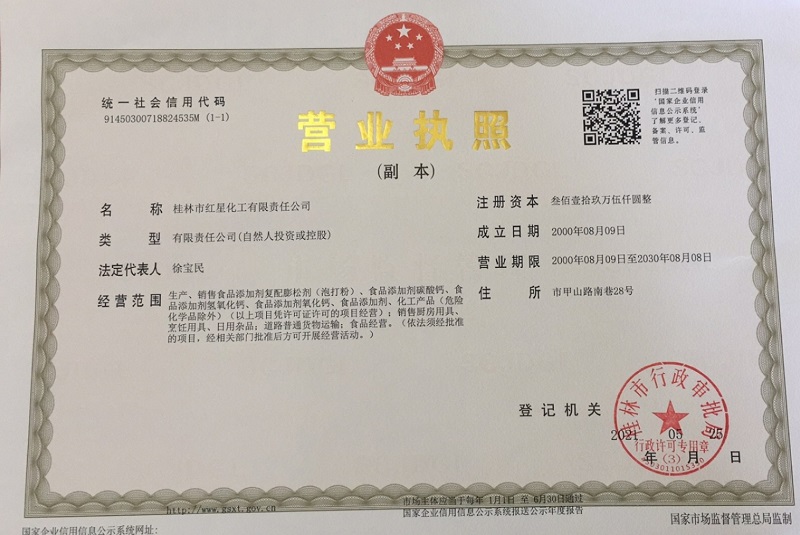 统一社会信用代码
91450300718824535M (1-1)
营业执照
(副 本)
扫描二维码登录
'国家企业信用
信息公示系统'
了解更多登记、
备案、许可、监
管信息。
名 称 桂林市红星化工有限责任公司
类 型 有限责任公司(自然人投资或控股)
法定代表人 徐宝民
经营范围 生产、销售食品添加剂复配膨松剂（泡打粉）、食品添加剂碳酸钙、食
品添加剂氢氧化钙、食品添加剂氧化钙、食品添加剂、化工产品（危险
化学品除外）（以上项目凭许可证许可的项目经营）；销售厨房用具、
烹饪用具、日用杂品；道路普通货物运输；食品经营。（依法须经批准
的项目，经相关部门批准后方可开展经营活动。）
注册资本 叁佰壹拾玖万伍仟圆整
成立日期 2000年08月09日
营业期限 2000年08月09日至2030年08月08日
住 所 市甲山路南巷28号
登记机关
桂林市行政审批局
行政许可专用章
(3)
2021 05 25
年 月 日
http://www.gsxt.gov.cn
市场主体应当于每年 1月1日 至 6月30日通过
国家企业信用信息公示系统报送公示年度报告
国家企业信用信息公示系统网址:
国家市场监督管理总局监制